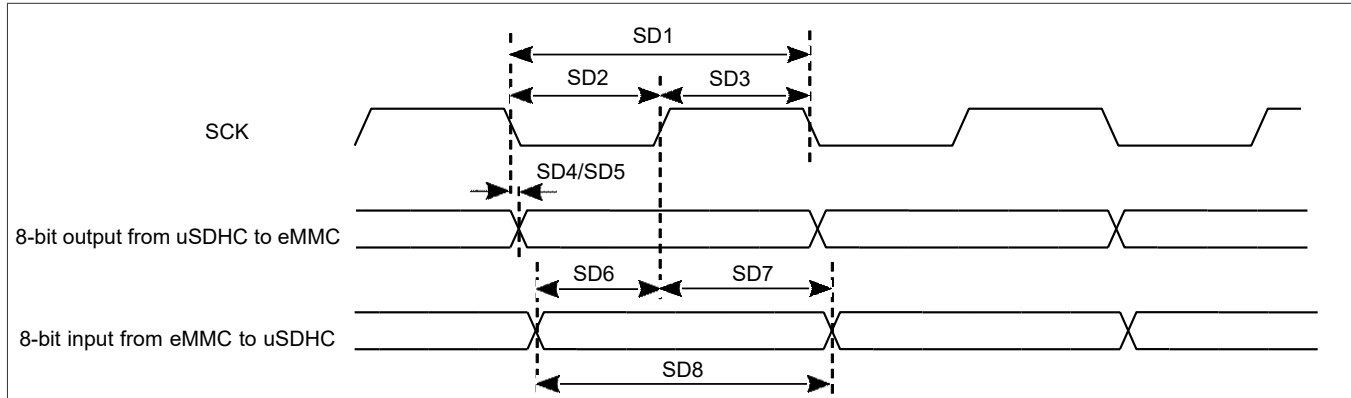 SD1
SD2
SD3
SCK
SD4/SD5
8-bit output from uSDHC to eMMC
SD6
SD7
8-bit input from eMMC to uSDHC
SD8